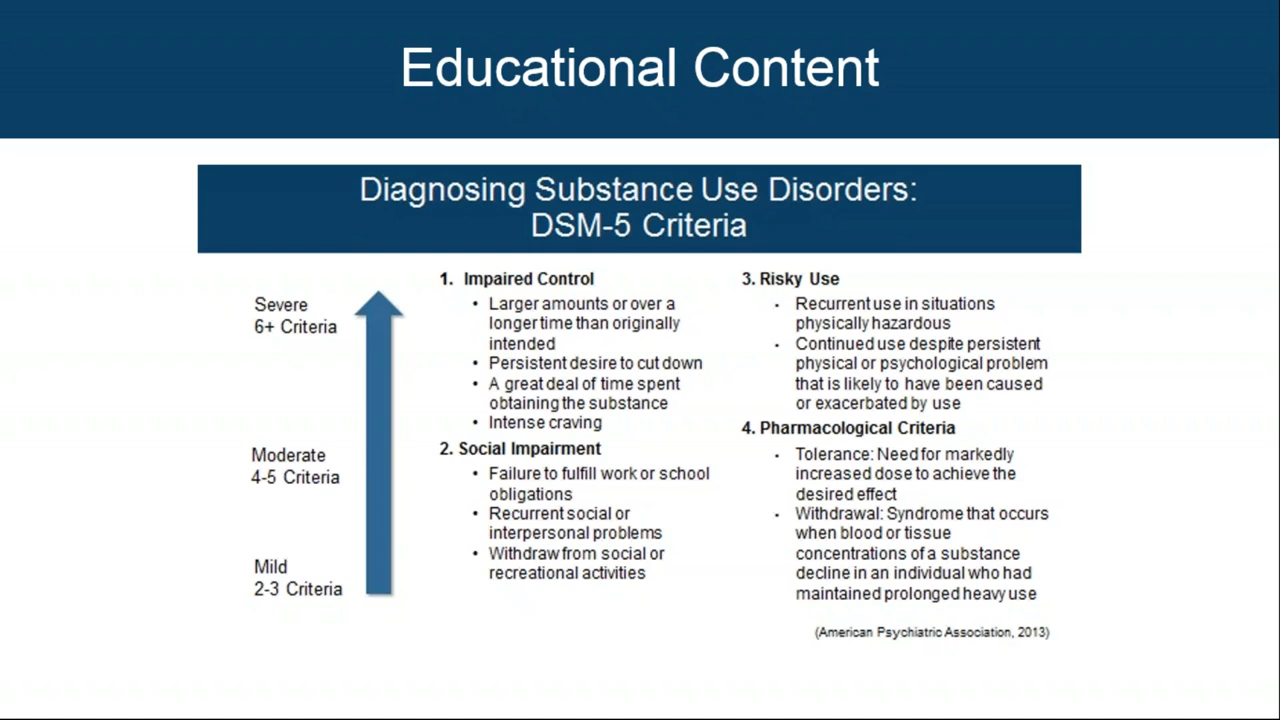 Educational Content
Diagnosing Substance Use Disorders:
DSM-5 Criteria
Severe
6+ Criteria
Moderate
4-5 Criteria
Mild
2-3 Criteria
1. Impaired Control
• Larger amounts or over a
longer time than originally
intended
• Persistent desire to cut down
• A great deal of time spent
obtaining the substance
• Intense craving
2. Social Impairment
• Failure to fulfill work or school
obligations
• Recurrent social or
interpersonal problems
• Withdraw from social or
recreational activities
3. Risky Use
• Recurrent use in situations
physically hazardous
• Continued use despite persistent
physical or psychological problem
that is likely to have been caused
or exacerbated by use
4. Pharmacological Criteria
• Tolerance: Need for markedly
increased dose to achieve the
desired effect
• Withdrawal: Syndrome that occurs
when blood or tissue
concentrations of a substance
decline in an individual who had
maintained prolonged heavy use
(American Psychiatric Association, 2013)